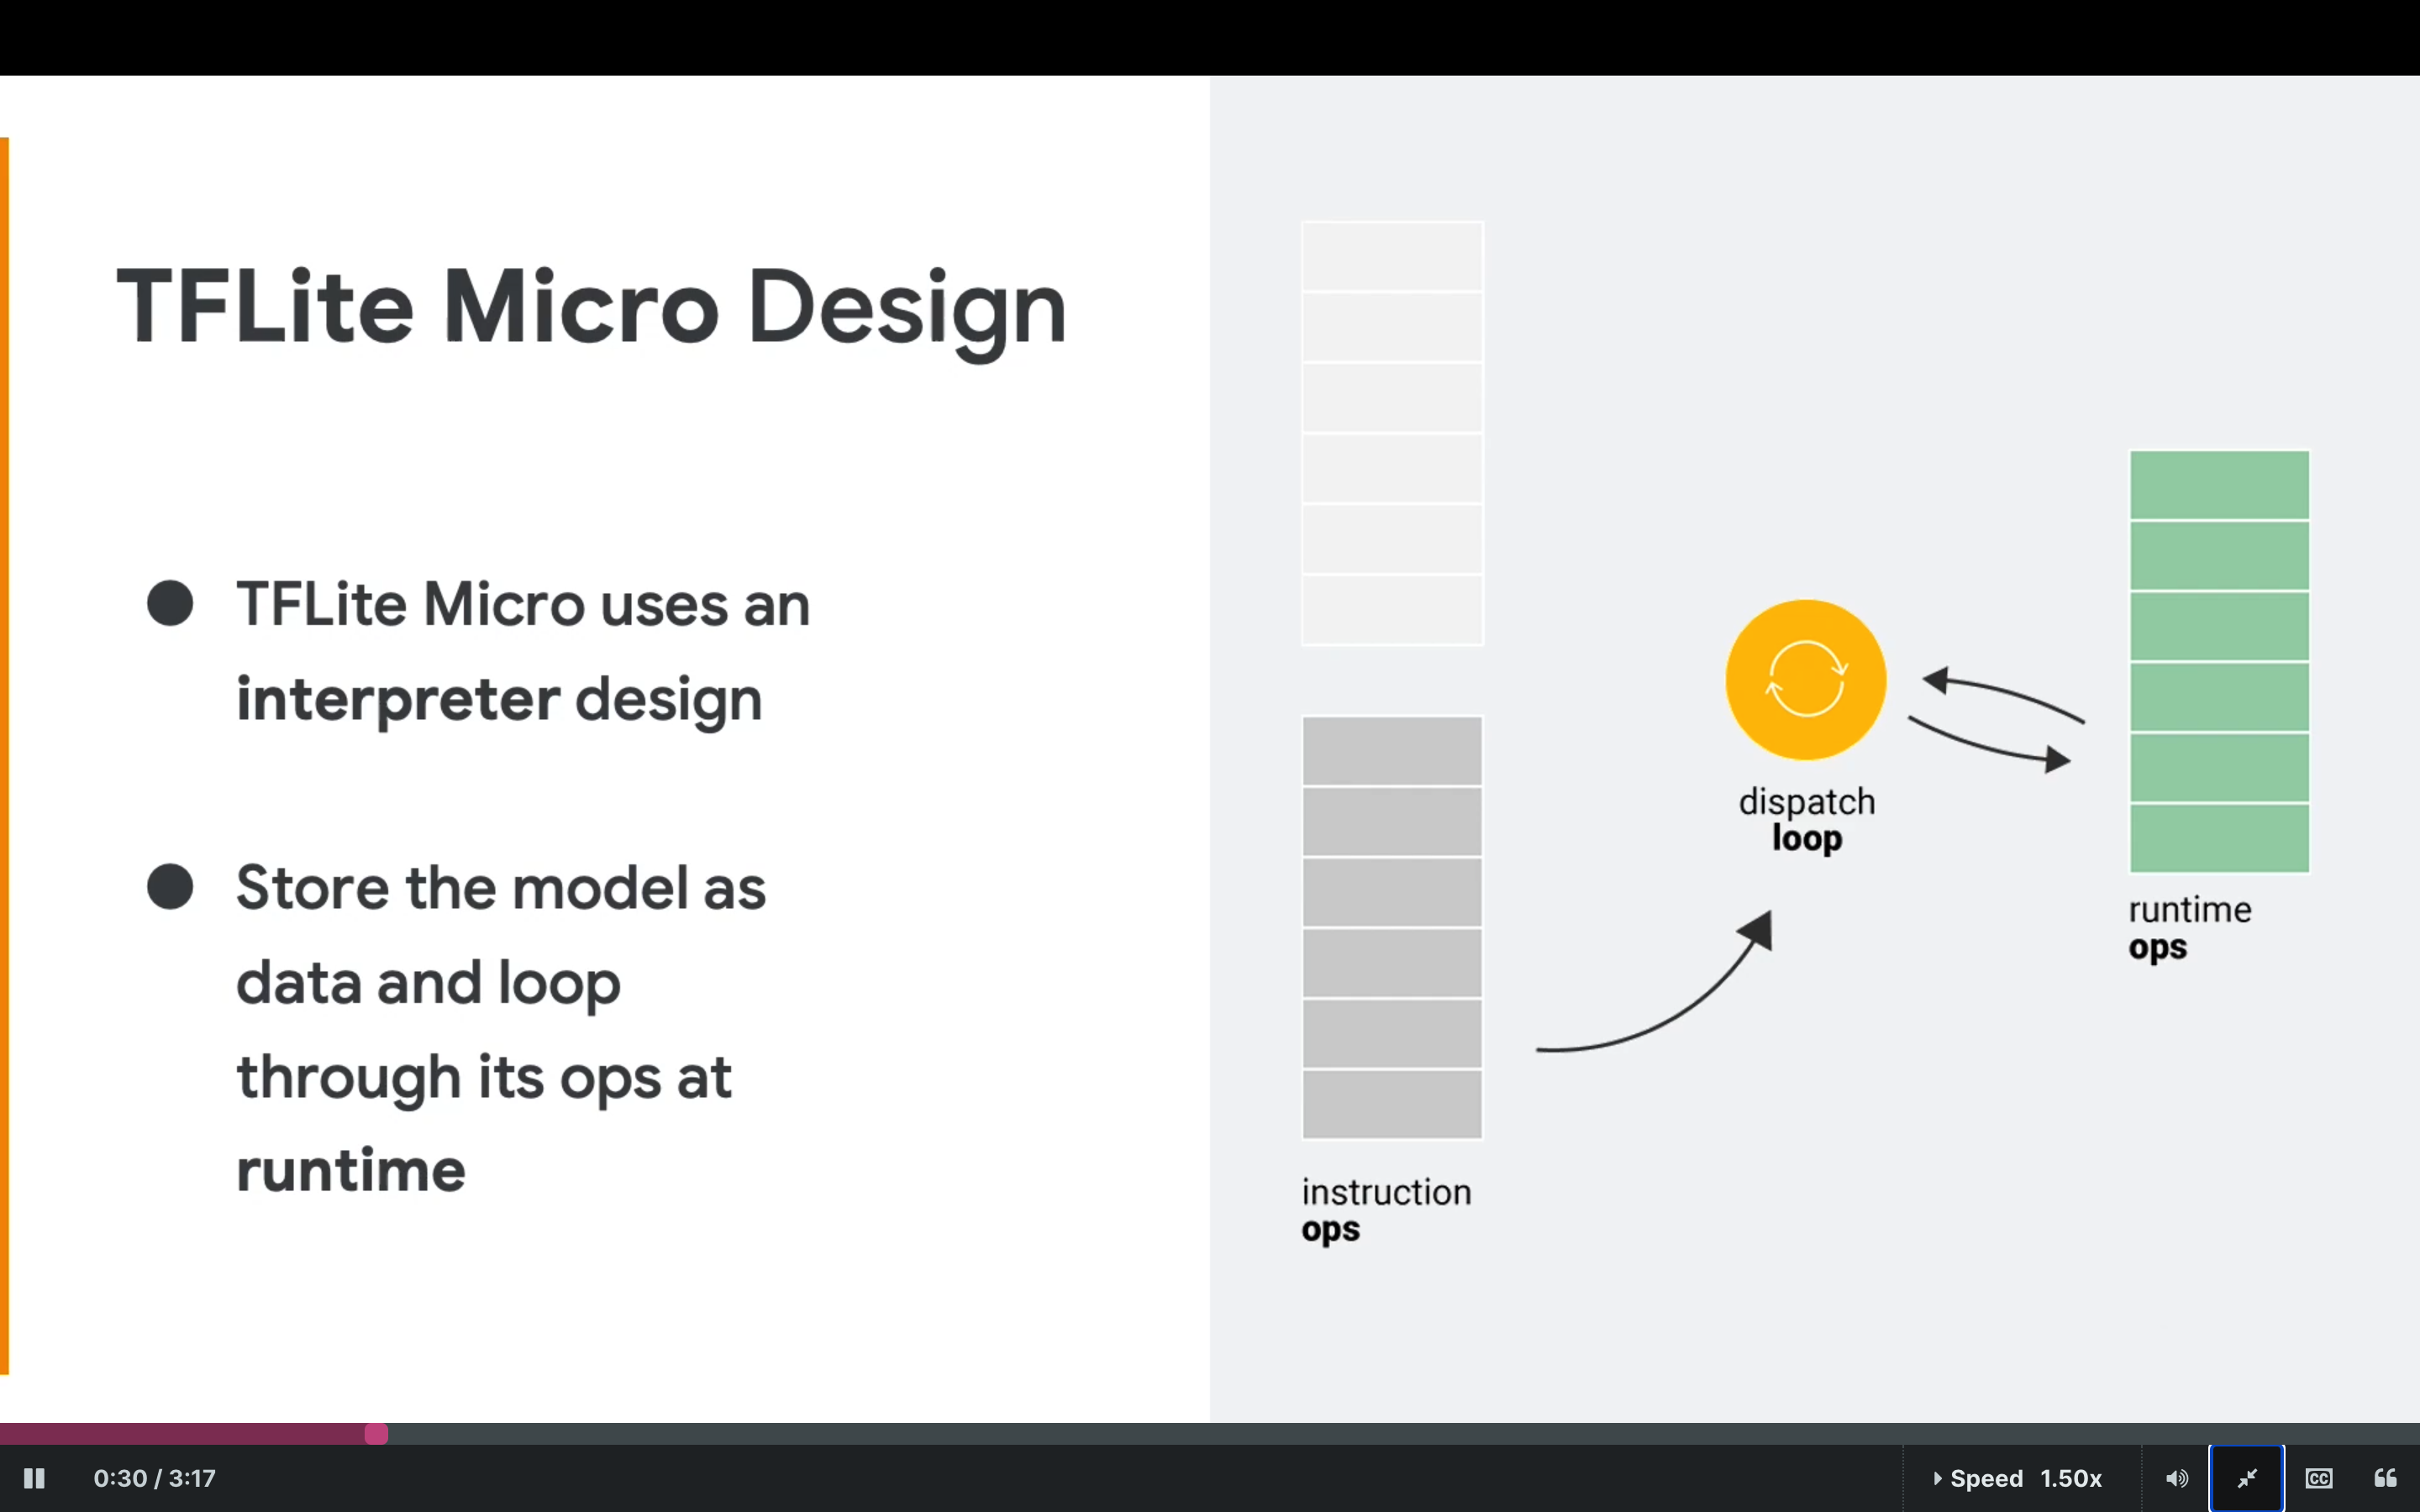 TFLite Micro Design
● TFLite Micro uses an
interpreter design
● Store the model as
data and loop
through its ops at
runtime
dispatch
loop
runtime
ops
instruction
ops
0:30 / 3:17
Speed 1.50x
CC